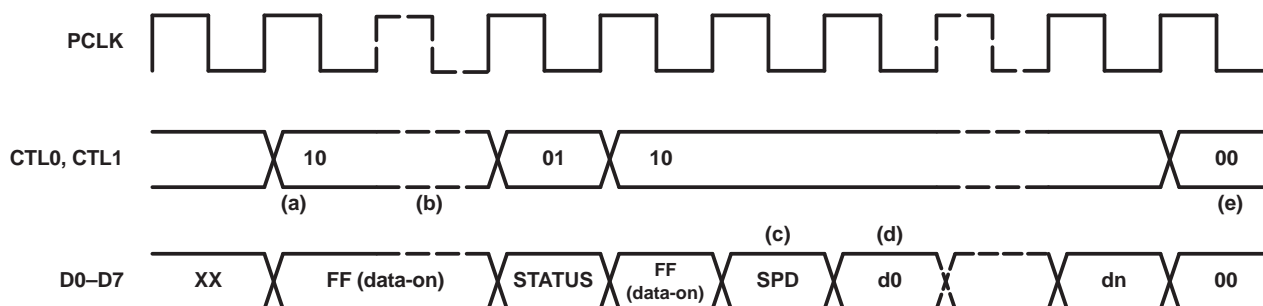 PCLK
CTL0, CTL1
10
01
10
00
(a)
(b)
(e)
(c)
(d)
D0–D7
XX
FF (data-on)
STATUS
FF
(data-on)
SPD
d0
dn
00